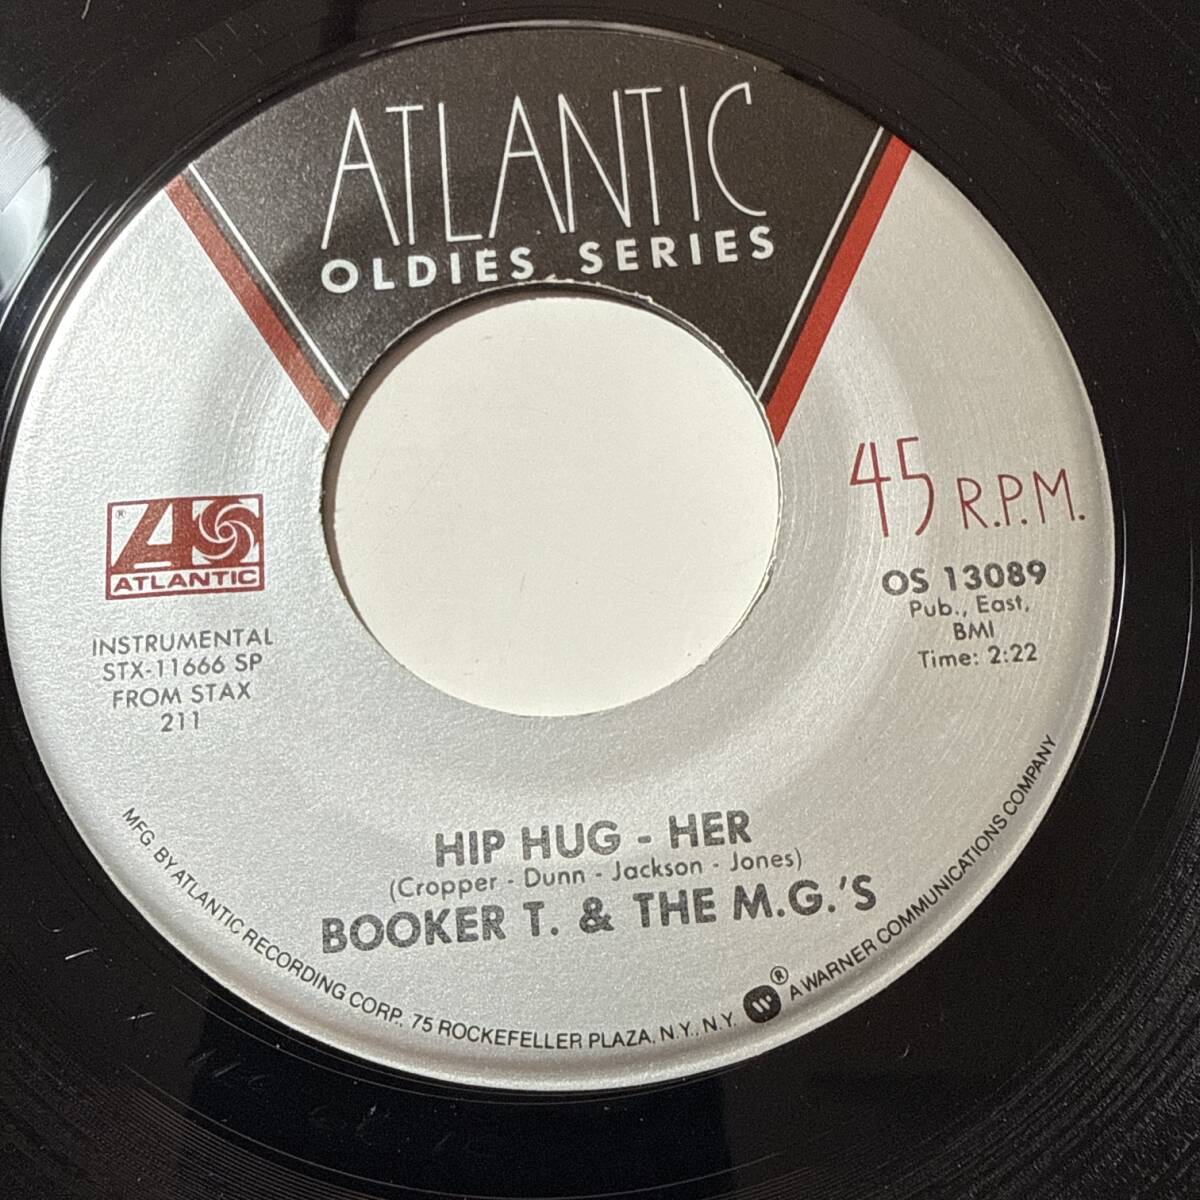 ATLANTIC
OLDIES SERIES
45 R.P.M.
OS 13089
Pub., East,
BMI
Time: 2:22
®
ATLANTIC
INSTRUMENTAL
STX-11666 SP
FROM STAX
211
HIP HUG - HER
(Cropper - Dunn - Jackson - Jones)
BOOKER T. & THE M.G.'S
MFG. BY ATLANTIC RECORDING CORP., 75 ROCKEFELLER PLAZA, N.Y., N.Y. ® A WARNER COMMUNICATIONS COMPANY